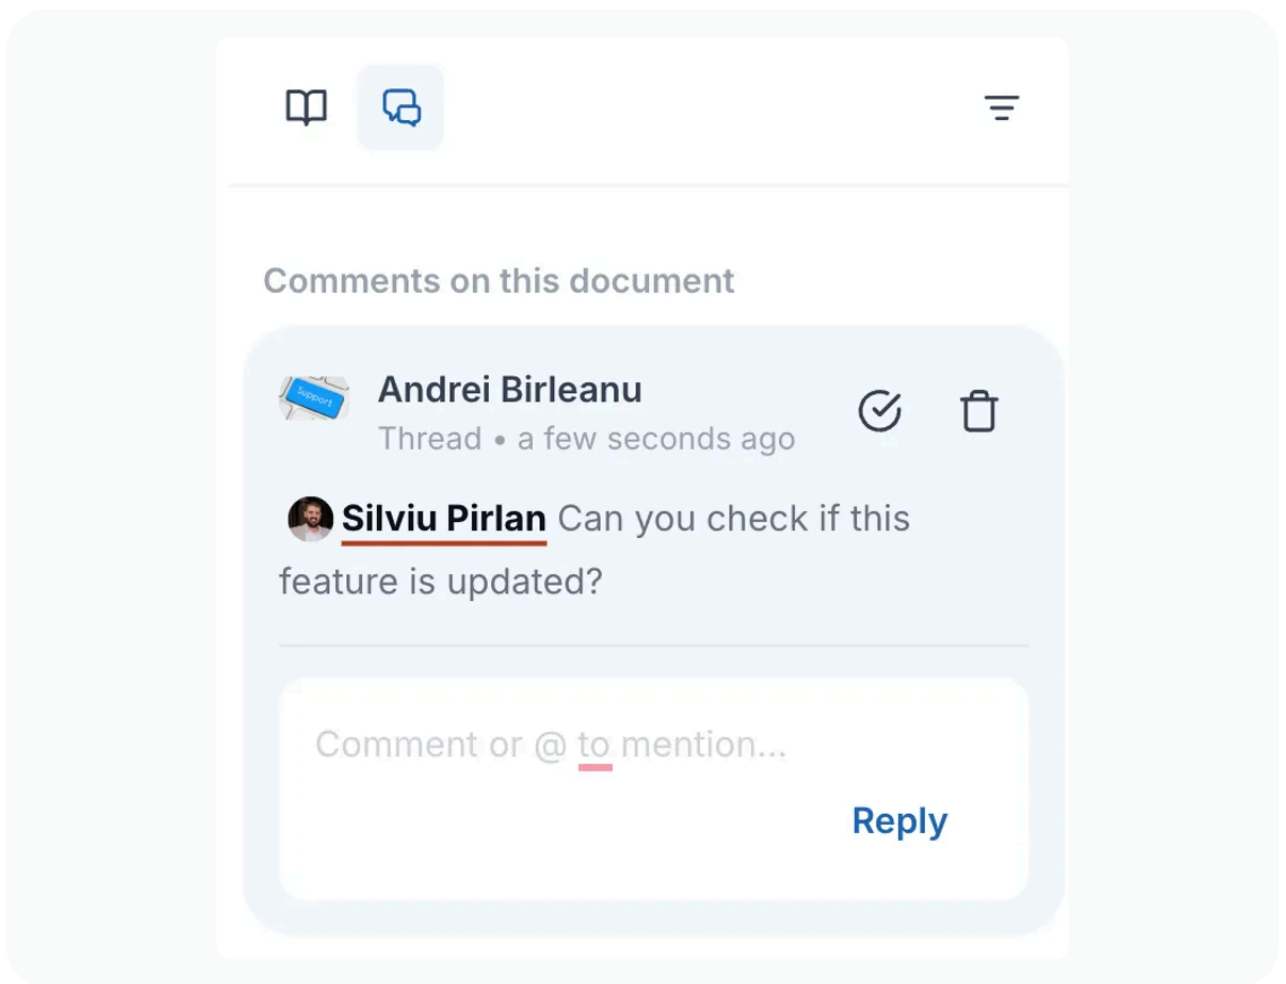 Comments on this document
Support
Andrei Birleanu
Thread • a few seconds ago
Silviu Pirlan Can you check if this
feature is updated?
Comment or @ to mention...
Reply